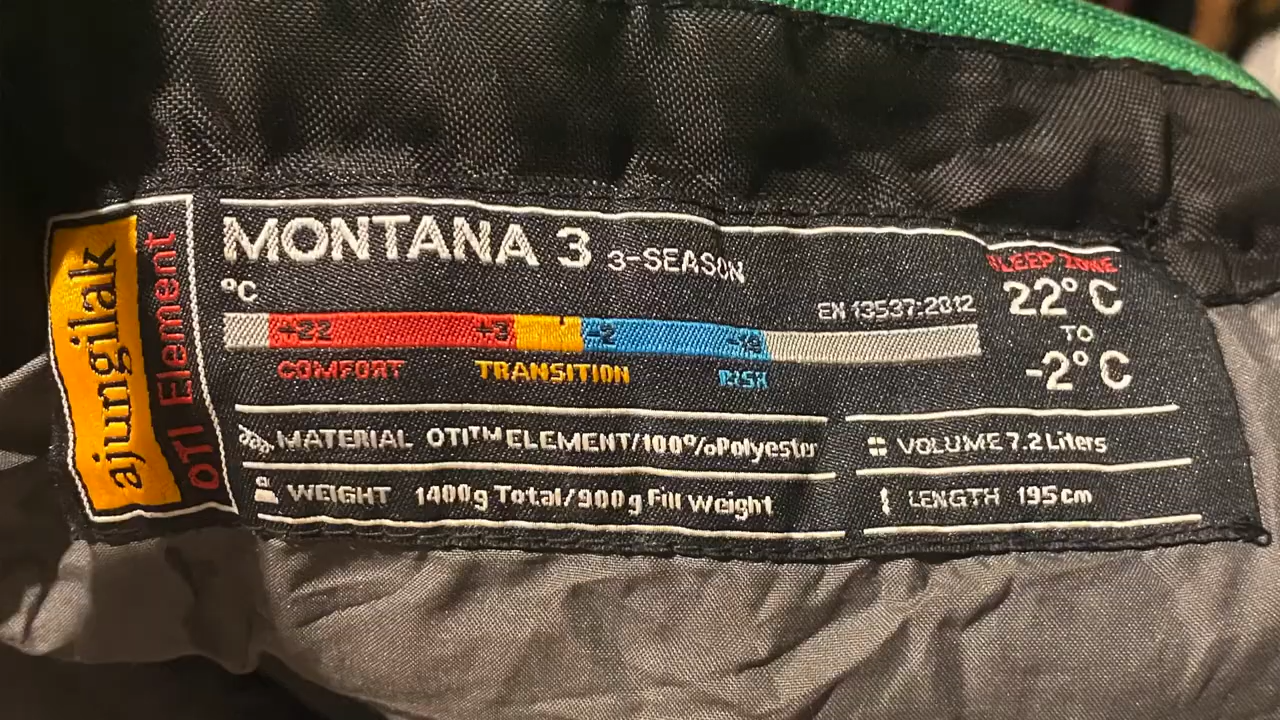 ajungilak
OTI Element
MONTANA 3 3-SEASON
°C
EN 13537:2012
+22 +3 -2
COMFORT TRANSITION RISK
SLEEP ZONE
22°C
TO
-2°C
MATERIAL OTI™ ELEMENT/100%Polyester
WEIGHT 1400g Total/900g Fill Weight
VOLUME 7.2 Liters
LENGTH 195cm